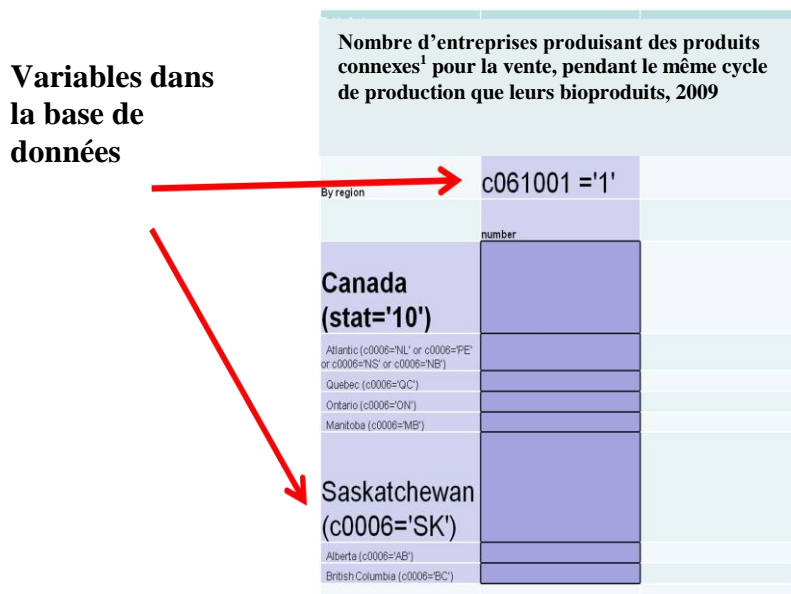 Variables dans
la base de
données
Nombre d’entreprises produisant des produits
connexes¹ pour la vente, pendant le même cycle
de production que leurs bioproduits, 2009
By region
c061001 ='1'
number
Canada
(stat='10')
Atlantic (c0006='NL' or c0006='PE'
or c0006='NS' or c0006='NB')
Quebec (c0006='QC')
Ontario (c0006='ON')
Manitoba (c0006='MB')
Saskatchewan
(c0006='SK')
Alberta (c0006='AB')
British Columbia (c0006='BC')